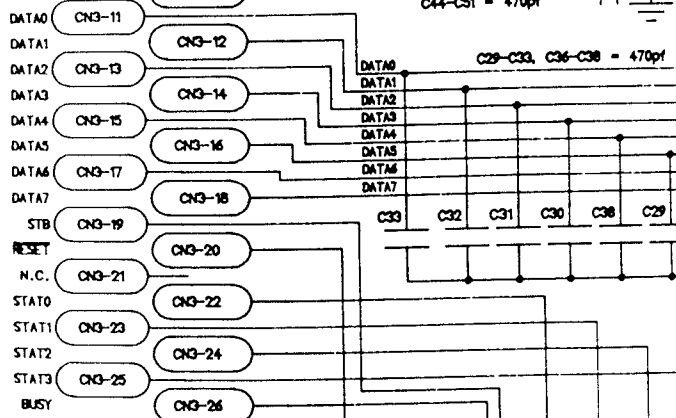 C44-C51 = 470pf
DATA0 CN3-11
DATA1 CN3-12
DATA2 CN3-13
DATA3 CN3-14
DATA4 CN3-15
DATA5 CN3-16
DATA6 CN3-17
DATA7 CN3-18
STB CN3-19
RESET CN3-20
N.C. CN3-21
STAT0 CN3-22
STAT1 CN3-23
STAT2 CN3-24
STAT3 CN3-25
BUSY CN3-26
C29-C33, C36-C38 = 470pf
DATA0
DATA1
DATA2
DATA3
DATA4
DATA5
DATA6
DATA7
C33 C32 C31 C30 C38 C29